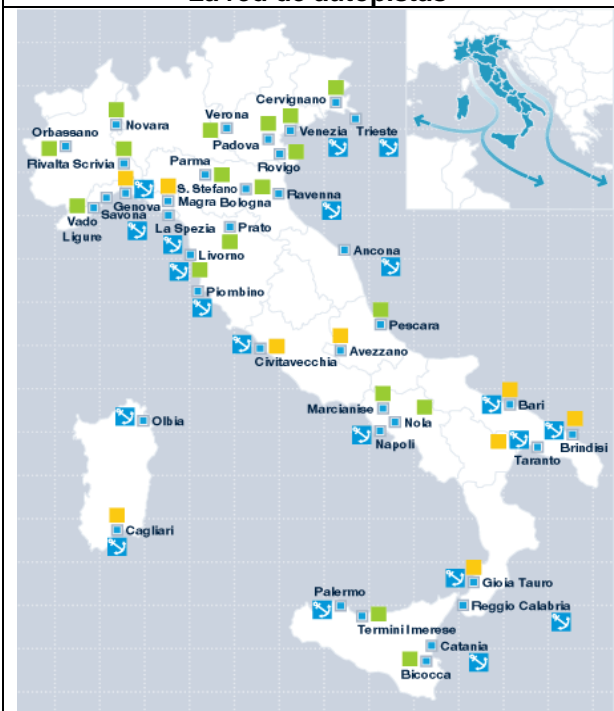 La red de autopistas
Cervignano
Verona
Novara
Orbassano
Venezia
Trieste
Padova
Rivalta Scrivia
Parma
Rovigo
S. Stefano
Magra
Bologna
Ravenna
Genova
Savona
Vado
Ligure
La Spezia
Prato
Ancona
Livorno
Piombino
Pescara
Civitavecchia
Avezzano
Marcianise
Bari
Nola
Olbia
Napoli
Brindisi
Taranto
Cagliari
Gioia Tauro
Palermo
Reggio Calabria
Termini Imerese
Catania
Bicocca